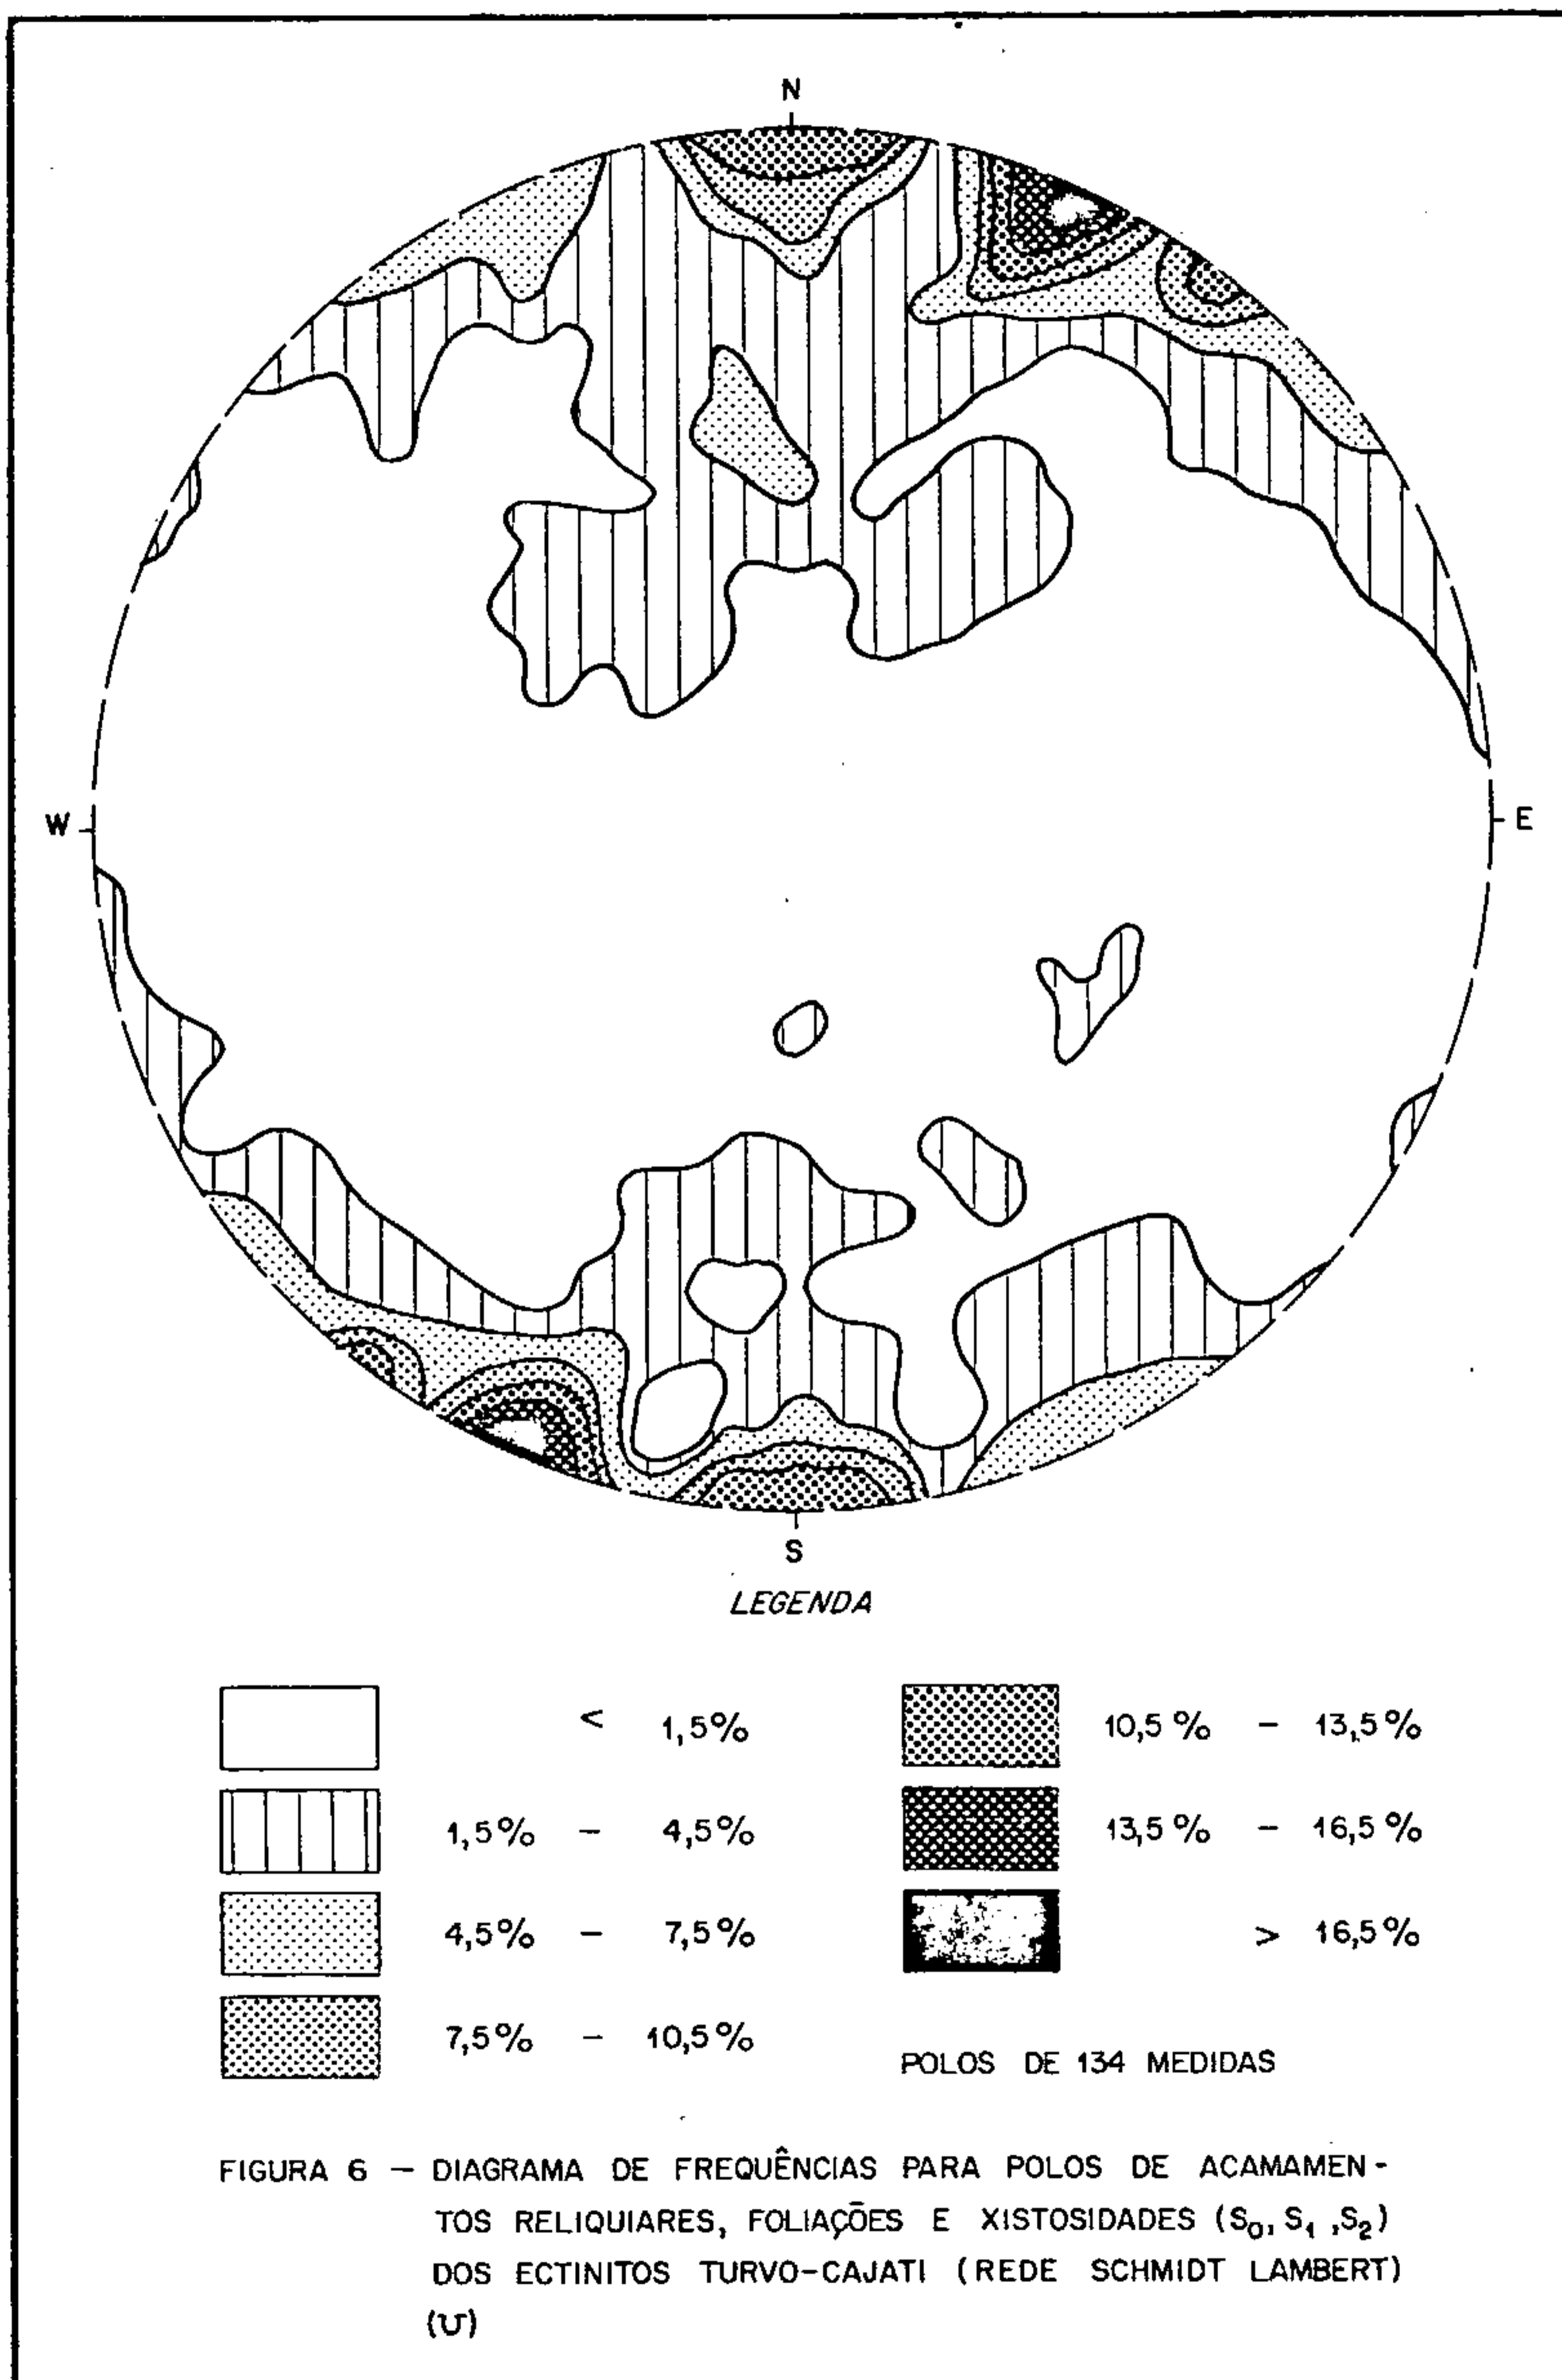 N
W
E
S
LEGENDA
< 1,5%
1,5% – 4,5%
4,5% – 7,5%
7,5% – 10,5%
10,5% – 13,5%
13,5% – 16,5%
> 16,5%
POLOS DE 134 MEDIDAS
FIGURA 6 – DIAGRAMA DE FREQUÊNCIAS PARA POLOS DE ACAMAMEN-
TOS RELIQUIARES, FOLIAÇÕES E XISTOSIDADES (S₀, S₁ ,S₂)
DOS ECTINITOS TURVO-CAJATI (REDE SCHMIDT LAMBERT)
(U)